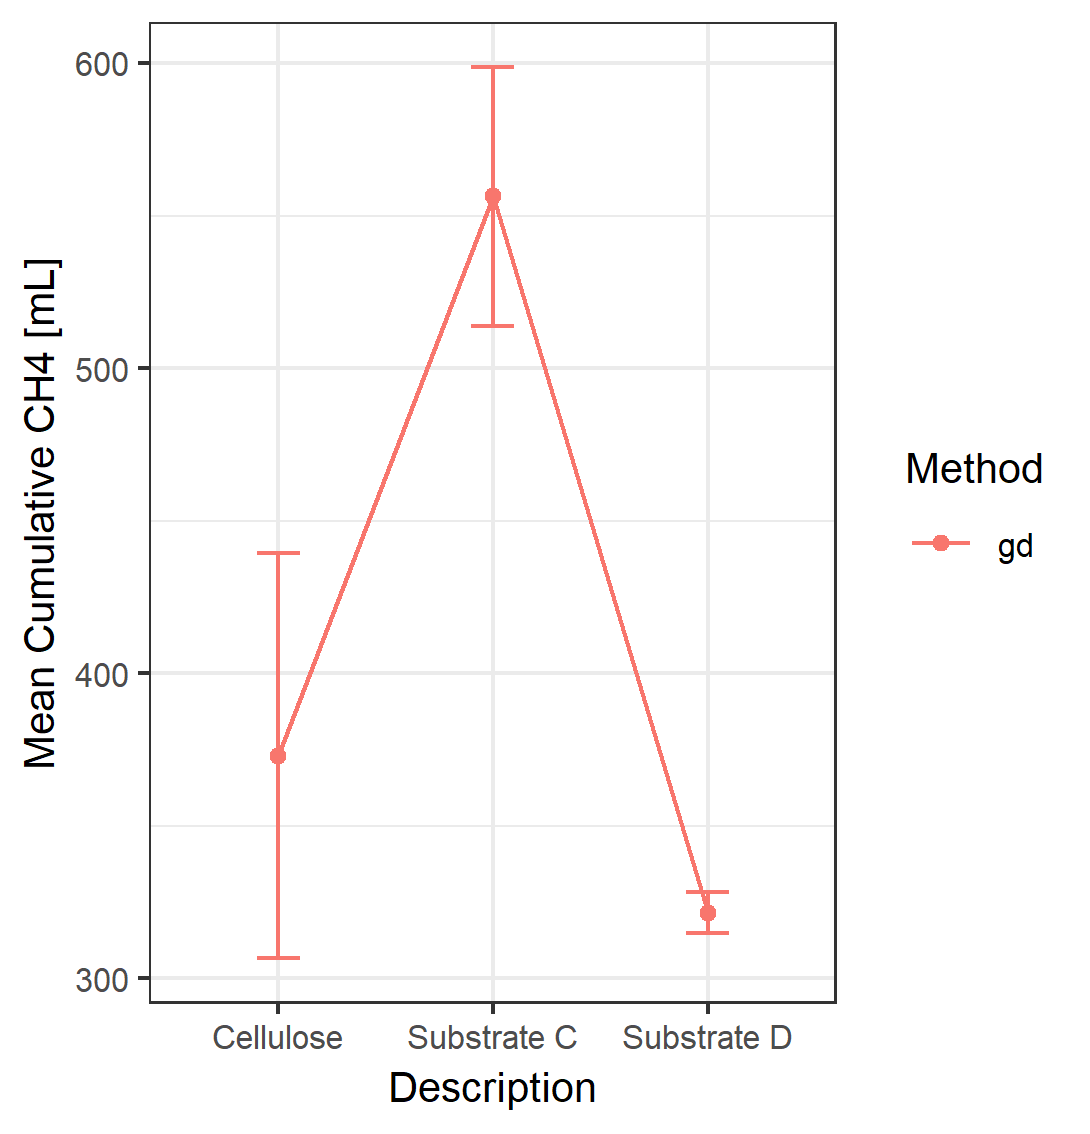 Mean Cumulative CH4 [mL]
600
500
400
300
Cellulose
Substrate C
Substrate D
Description
Method
gd